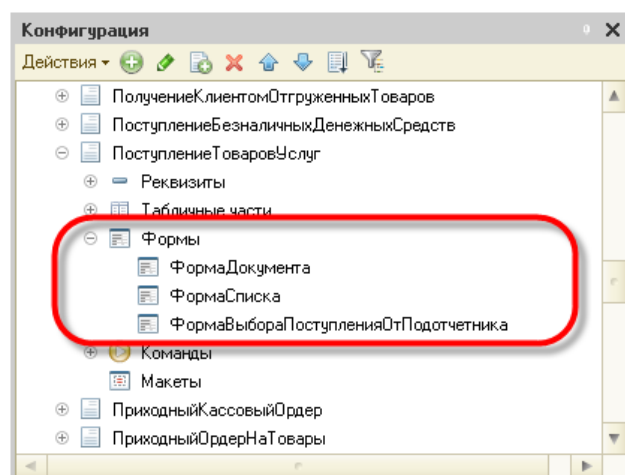 Конфигурация
Действия
ПолучениеКлиентомОтгруженныхТоваров
ПоступлениеБезналичныхДенежныхСредств
ПоступлениеТоваровУслуг
Реквизиты
Табличные части
Формы
ФормаДокумента
ФормаСписка
ФормаВыбораПоступленияОтПодотчетника
Команды
Макеты
ПриходныйКассовыйОрдер
ПриходныйОрдерНаТовары